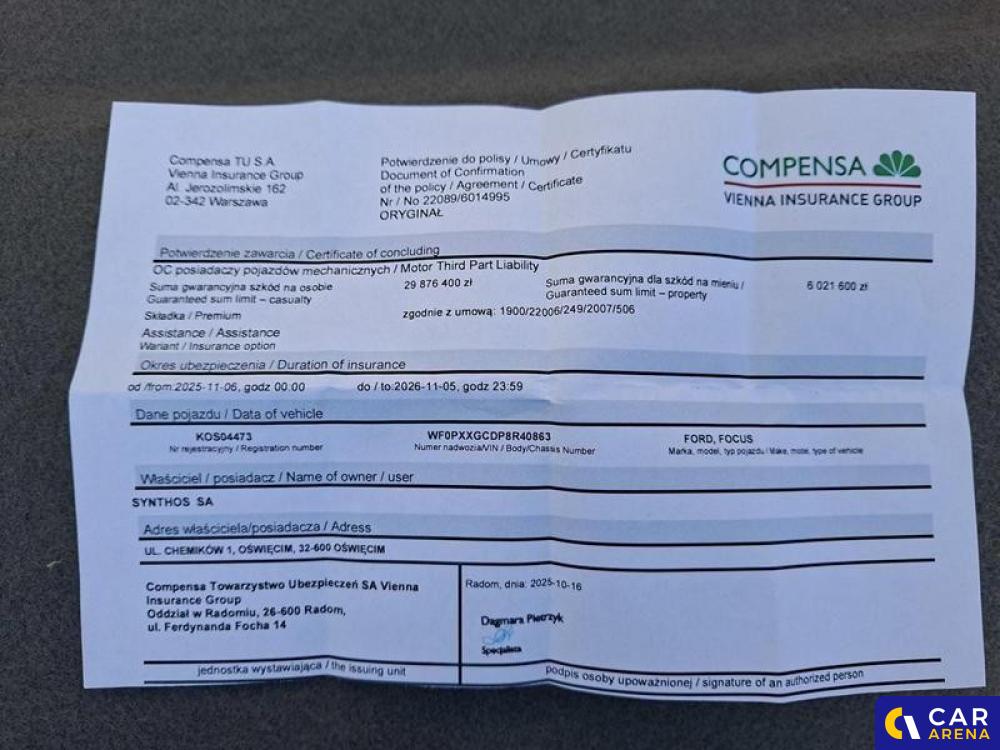 Compensa TU S.A.
Vienna Insurance Group
Al. Jerozolimskie 162
02-342 Warszawa
Potwierdzenie do polisy / Umowy / Certyfikatu
Document of Confirmation
of the policy / Agreement / Certificate
Nr / No 22089/6014995
ORYGINAŁ
COMPENSA
VIENNA INSURANCE GROUP
Potwierdzenie zawarcia / Certificate of concluding
OC posiadaczy pojazdów mechanicznych / Motor Third Part Liability
Suma gwarancyjna szkód na osobie
Guaranteed sum limit – casualty
29 876 400 zł
Suma gwarancyjna dla szkód na mieniu /
Guaranteed sum limit – property
6 021 600 zł
Składka / Premium
zgodnie z umową: 1900/22006/249/2007/506
Assistance / Assistance
Wariant / Insurance option
Okres ubezpieczenia / Duration of insurance
od /from:2025-11-06, godz 00:00
do / to:2026-11-05, godz 23:59
Dane pojazdu / Data of vehicle
KOS04473
Nr rejestracyjny / Registration number
WF0PXXGCDP8R40863
Numer nadwozia/VIN / Body/Chassis Number
FORD, FOCUS
Marka, model, typ pojazdu / Make, model, type of vehicle
Właściciel / posiadacz / Name of owner / user
SYNTHOS SA
Adres właściciela/posiadacza / Adress
UL. CHEMIKÓW 1, OŚWIĘCIM, 32-600 OŚWIĘCIM
Compensa Towarzystwo Ubezpieczeń SA Vienna
Insurance Group
Oddział w Radomiu, 26-600 Radom,
ul. Ferdynanda Focha 14
jednostka wystawiająca / the issuing unit
Radom, dnia: 2025-10-16
Dagmara Pietrzyk
Specjalista
podpis osoby upoważnionej / signature of an authorized person
CAR
ARENA